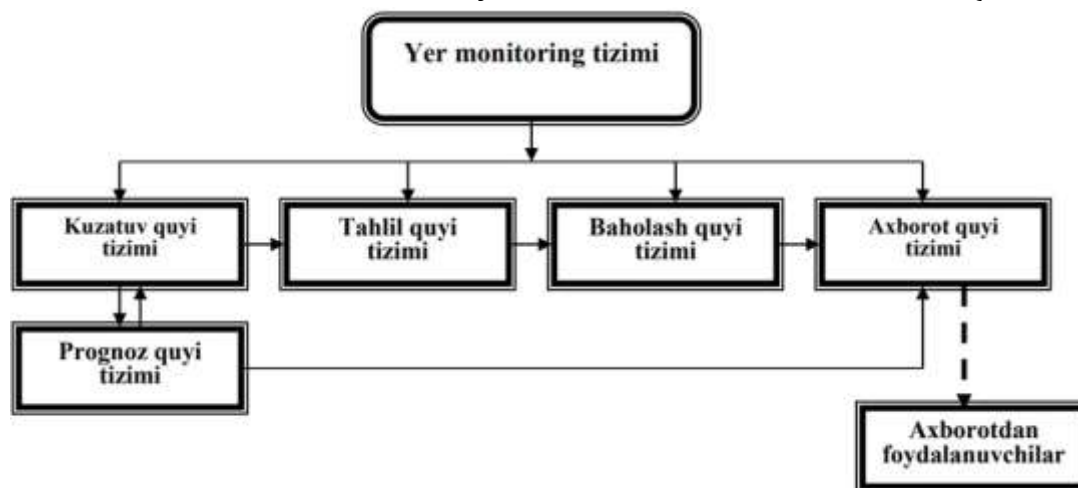 Yer monitoring tizimi
Kuzatuv quyi
tizimi
Tahlil quyi
tizimi
Baholash quyi
tizimi
Axborot quyi
tizimi
Prognoz quyi
tizimi
Axborotdan
foydalanuvchilar